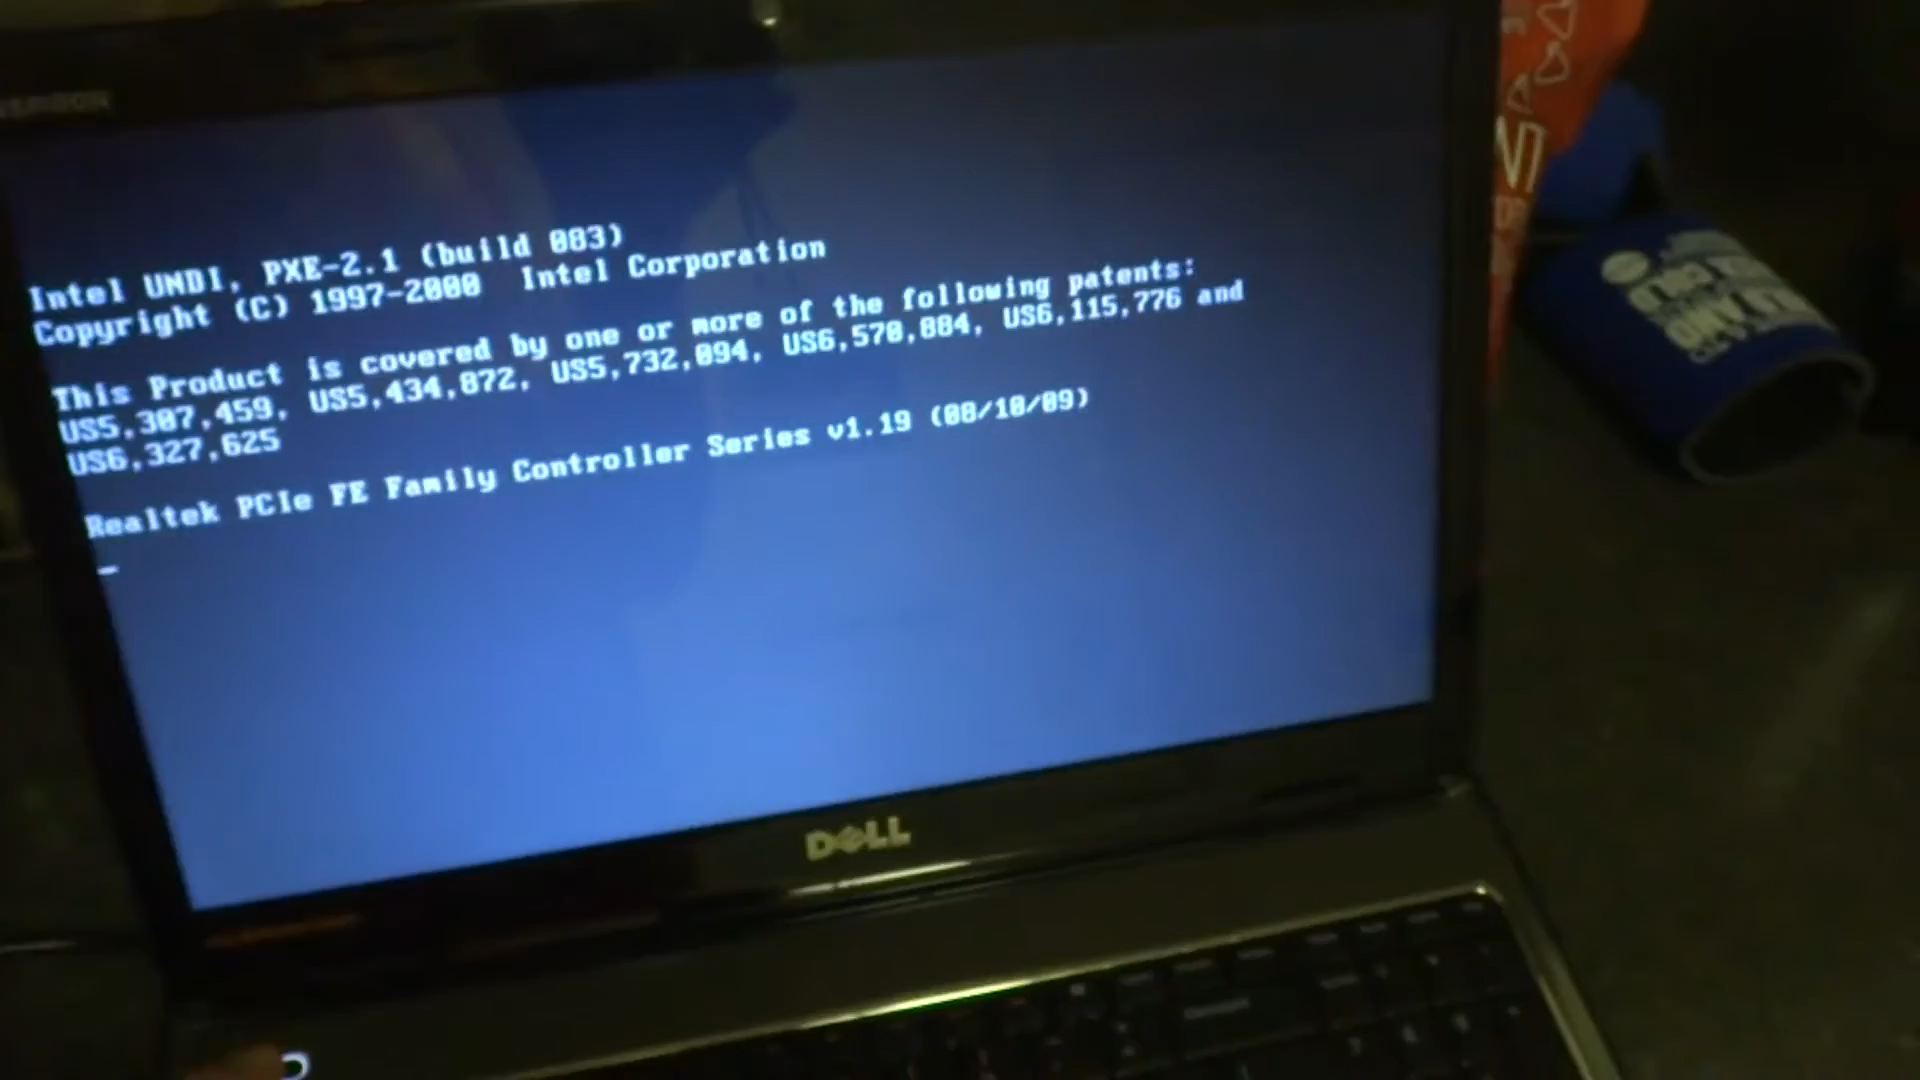 Intel UNDI, PXE-2.1 (build 083)
Copyright (C) 1997-2000  Intel Corporation
This Product is covered by one or more of the following patents:
US5,307,459, US5,434,872, US5,732,094, US6,570,884, US6,115,776 and
US6,327,625
Realtek PCIe FE Family Controller Series v1.19 (08/10/09)
DELL